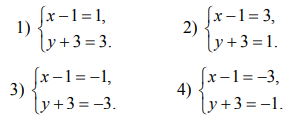 1) { x − 1 = 1, 2) { x − 1 = 3,
y + 3 = 3. y + 3 = 1.
3) { x − 1 = −1, 4) { x − 1 = −3,
y + 3 = −3. y + 3 = −1.